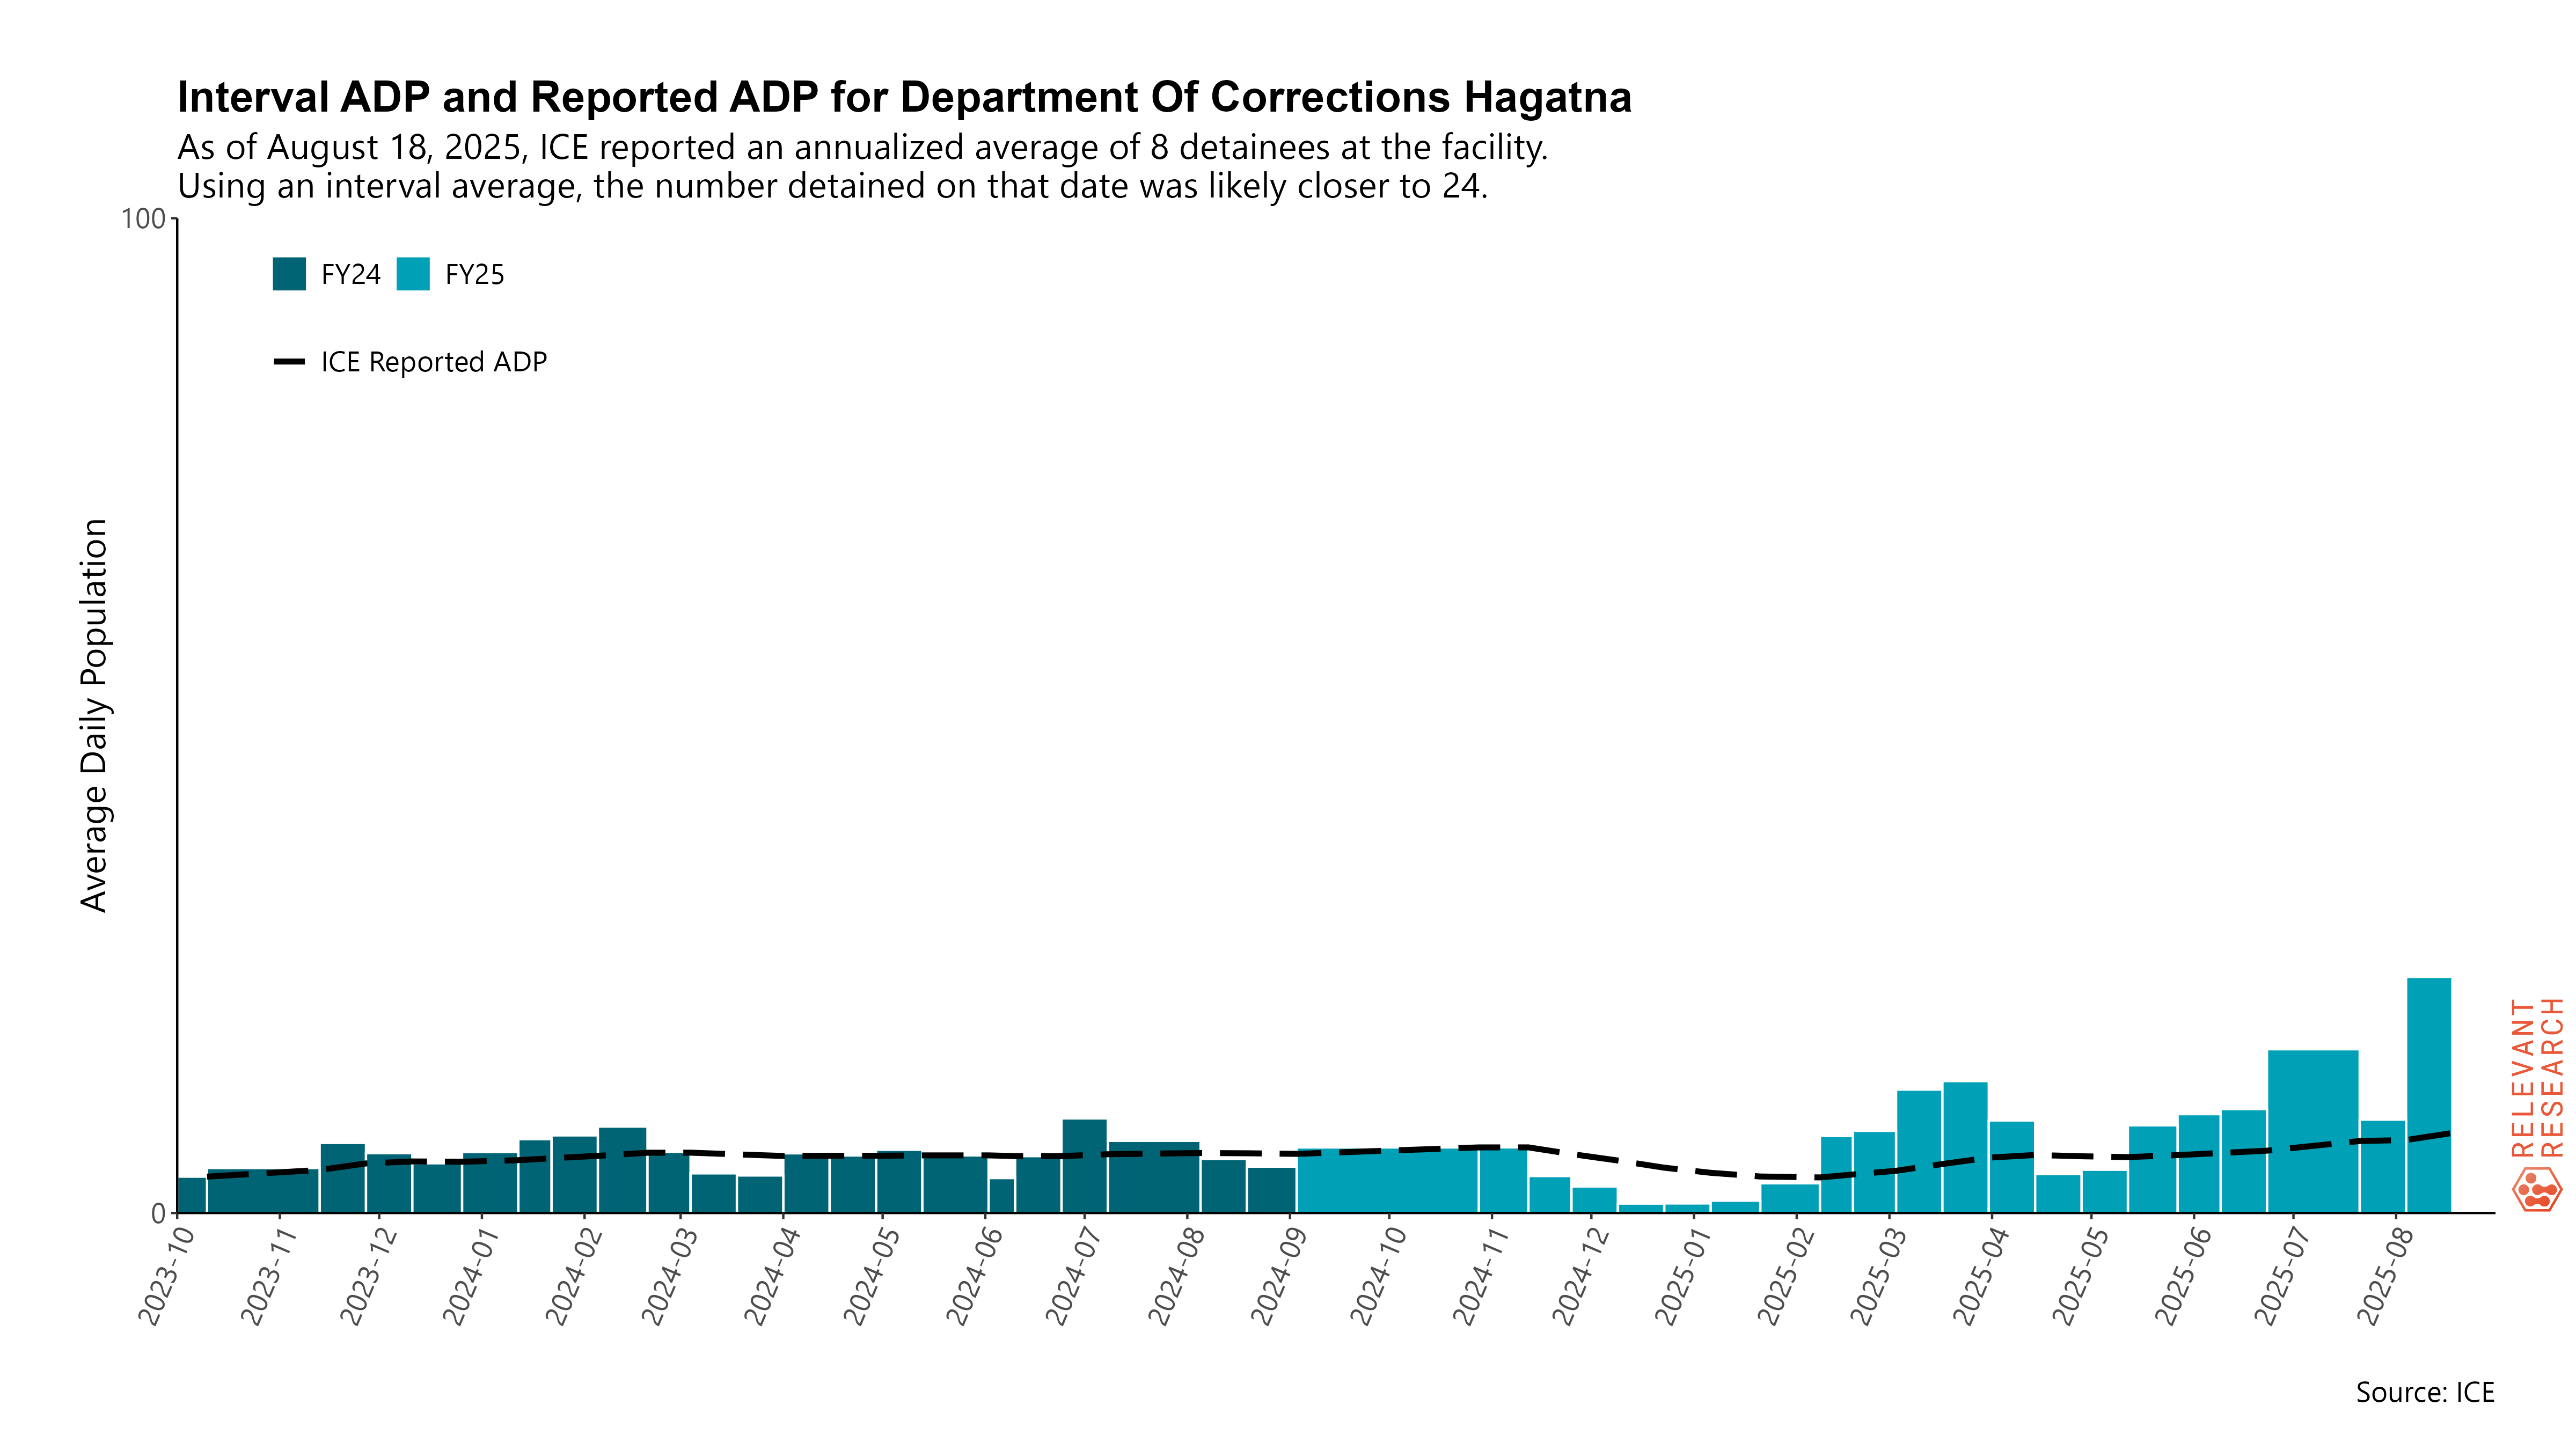 Interval ADP and Reported ADP for Department Of Corrections Hagatna
As of August 18, 2025, ICE reported an annualized average of 8 detainees at the facility.
Using an interval average, the number detained on that date was likely closer to 24.
100
FY24 FY25
ICE Reported ADP
Average Daily Population
0
2023-10 2023-11 2023-12 2024-01 2024-02 2024-03 2024-04 2024-05 2024-06 2024-07 2024-08 2024-09 2024-10 2024-11 2024-12 2025-01 2025-02 2025-03 2025-04 2025-05 2025-06 2025-07 2025-08
RELEVANT
RESEARCH
Source: ICE